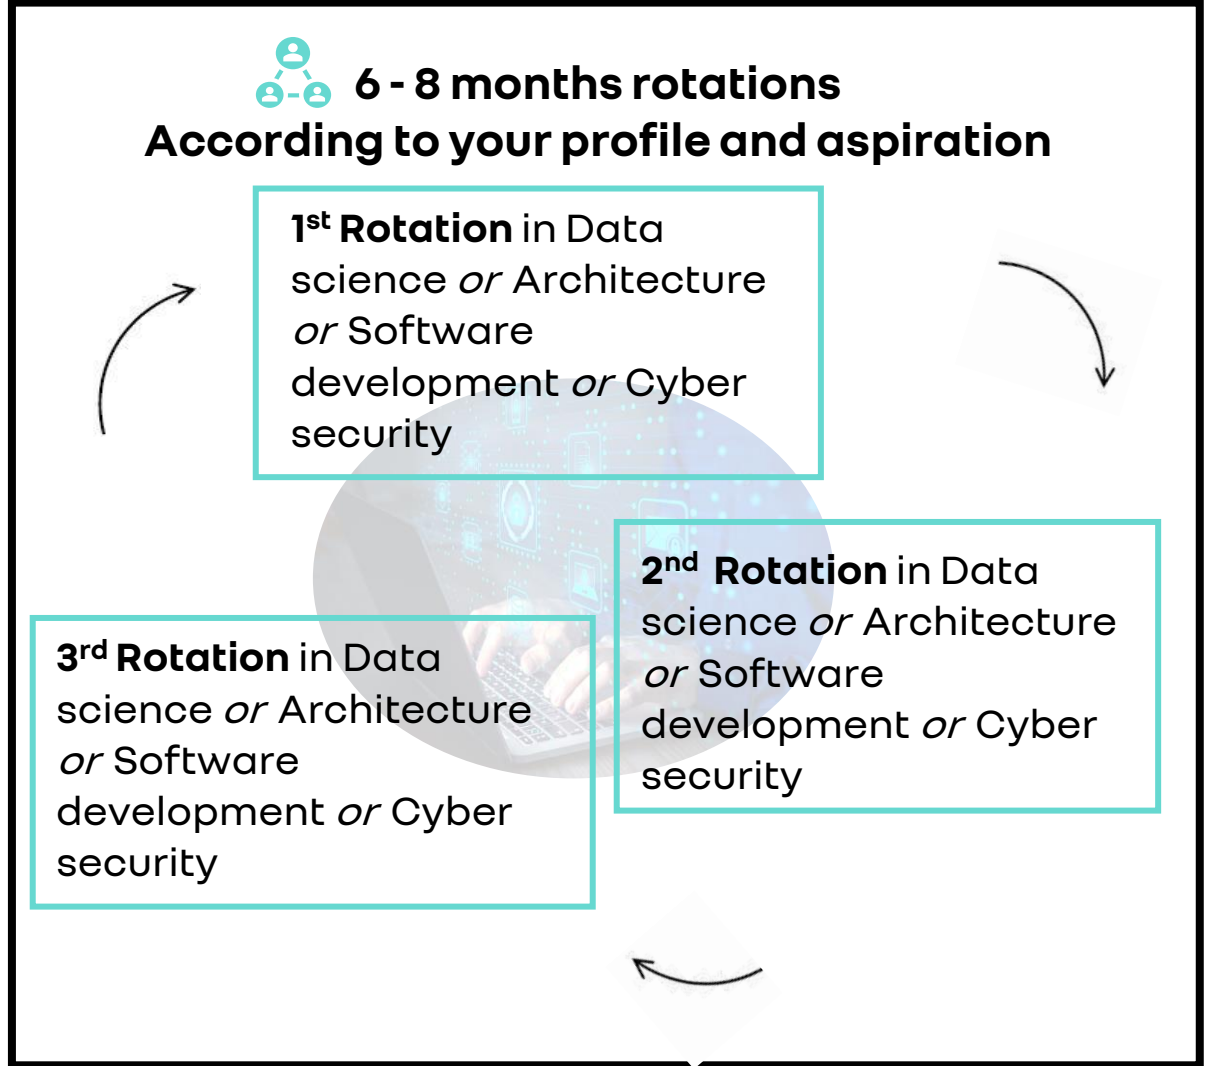 6 - 8 months rotations
According to your profile and aspiration
1st Rotation in Data
science or Architecture
or Software
development or Cyber
security
2nd Rotation in Data
science or Architecture
or Software
development or Cyber
security
3rd Rotation in Data
science or Architecture
or Software
development or Cyber
security